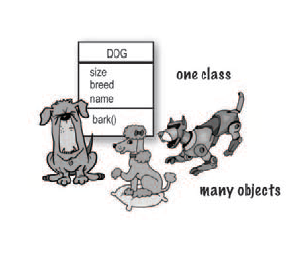 DOG
size
breed
name
bark()
one class
many objects